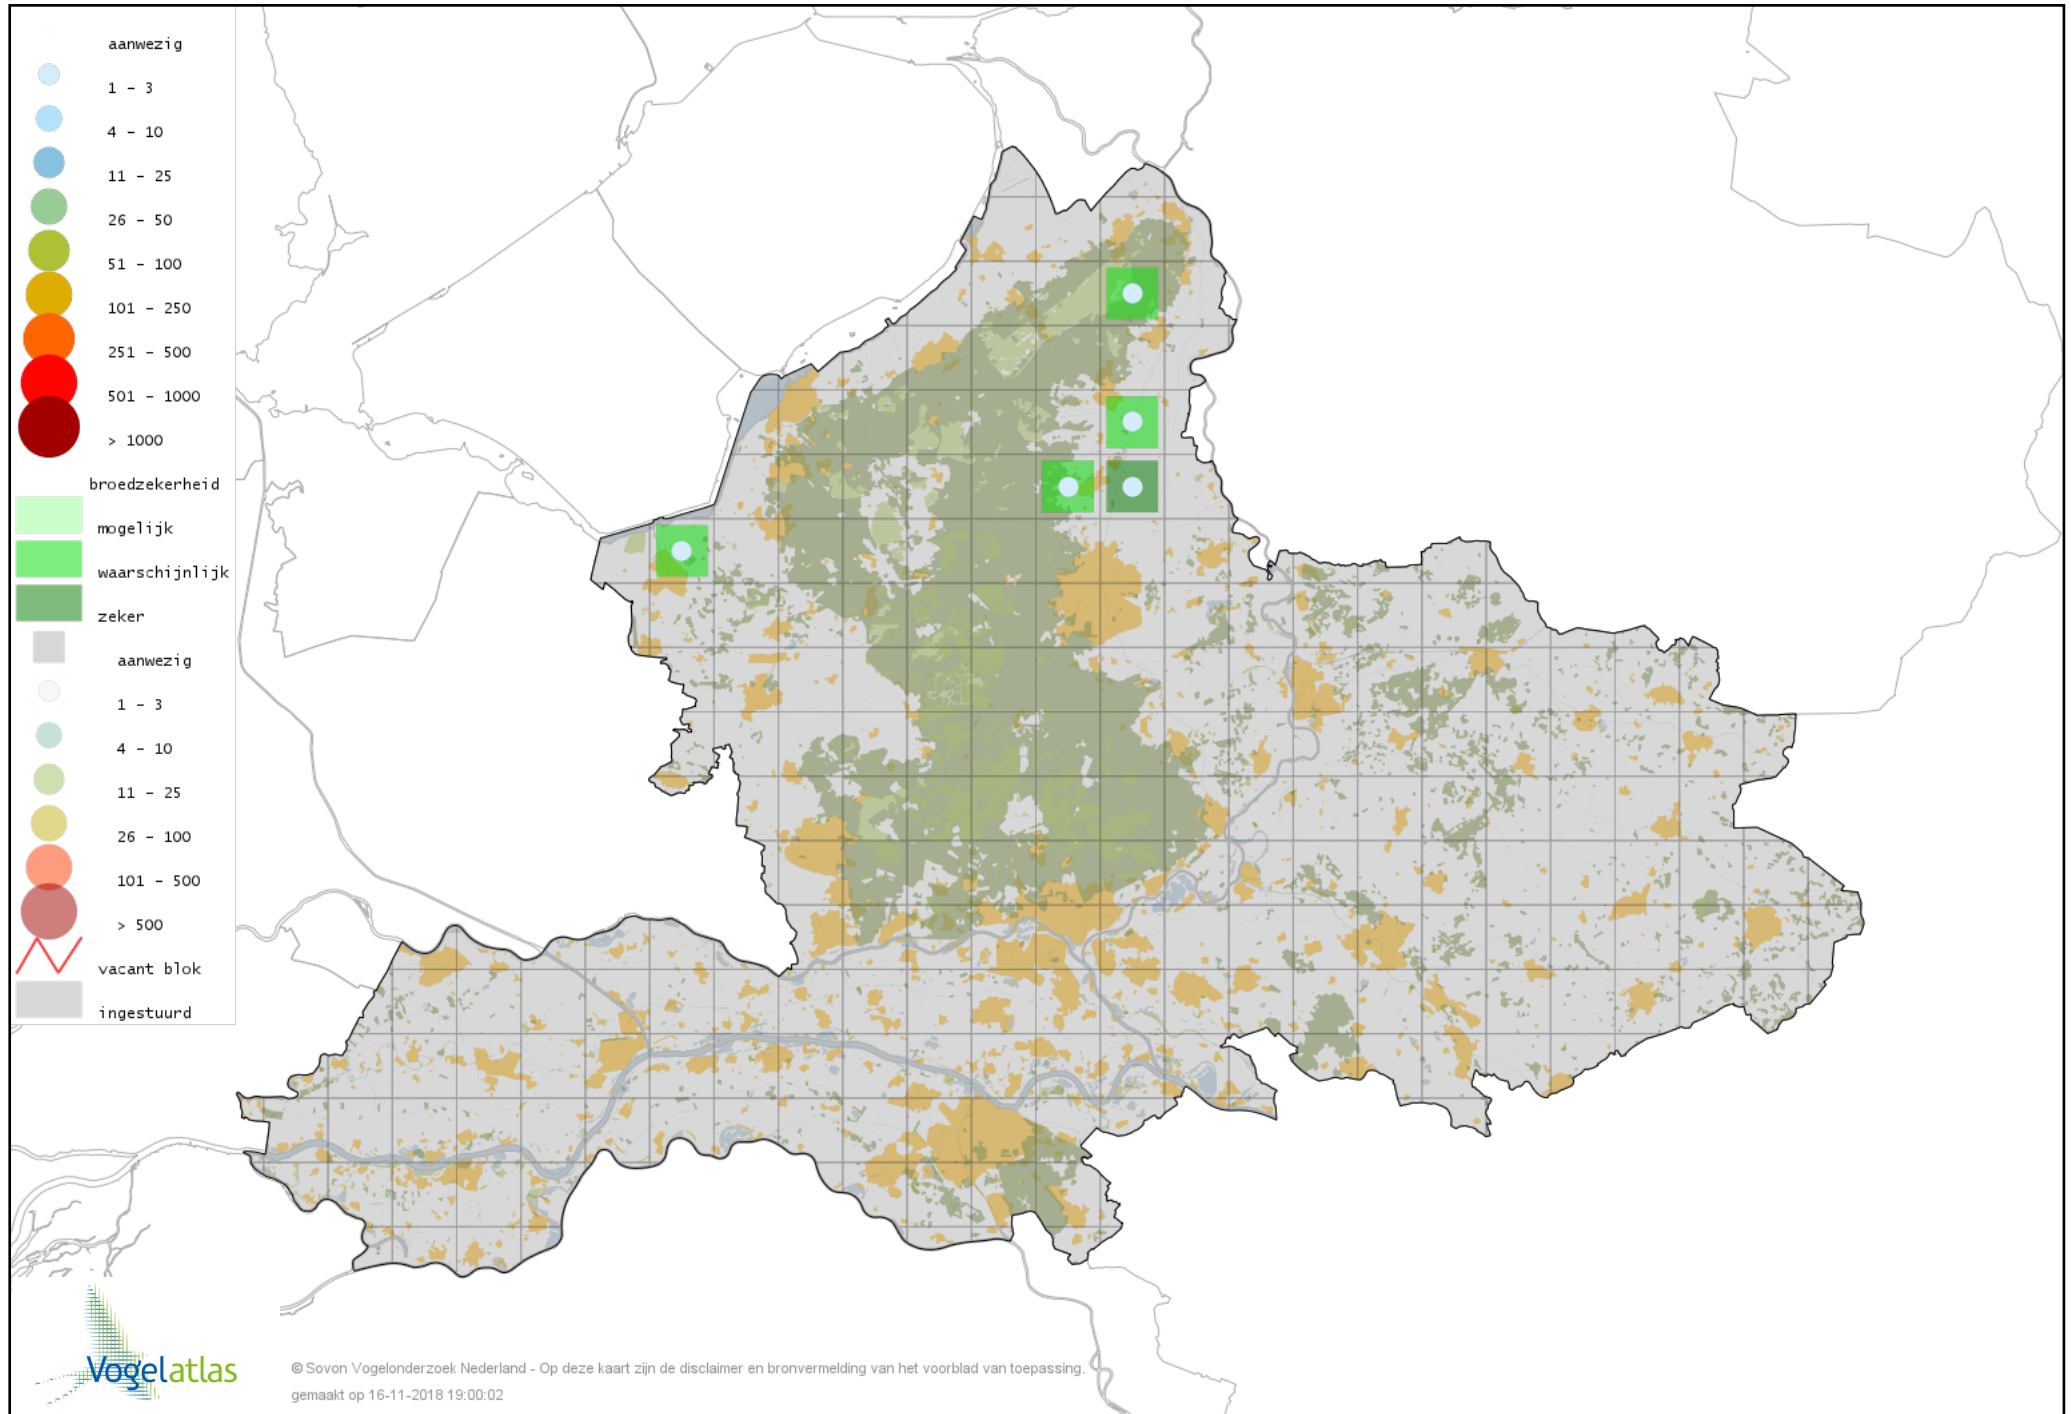 aanwezig
1 - 3
4 - 10
11 - 25
26 - 50
51 - 100
101 - 250
251 - 500
501 - 1000
> 1000
broedzekerheid
mogelijk
waarschijnlijk
zeker
aanwezig
1 - 3
4 - 10
11 - 25
26 - 100
101 - 500
> 500
vacant blok
ingestuurd
Vogelatlas
© Sovon Vogelonderzoek Nederland - Op deze kaart zijn de disclaimer en bronvermelding van het voorblad van toepassing.
gemaakt op 16-11-2018 19:00:02